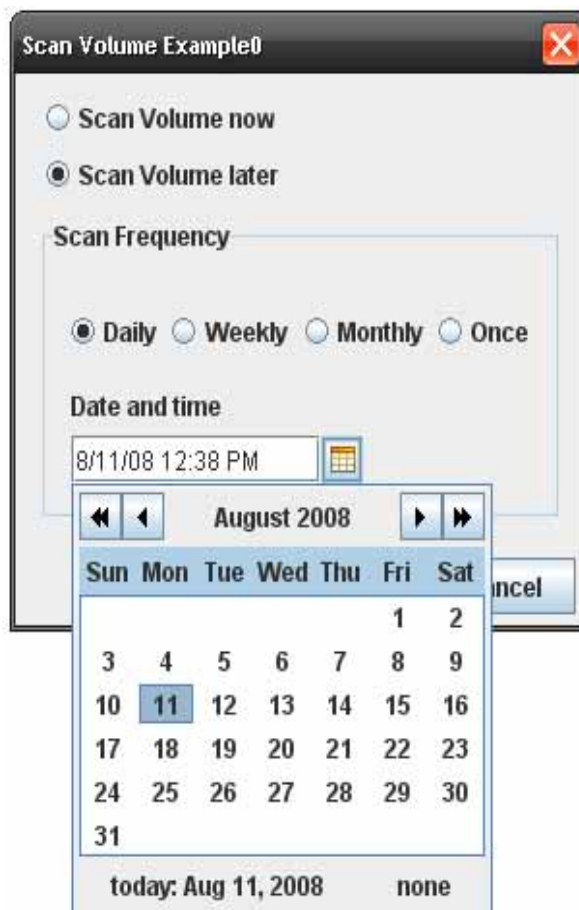 Scan Volume Example0
Scan Volume now
Scan Volume later
Scan Frequency
Daily Weekly Monthly Once
Date and time
8/11/08 12:38 PM
August 2008
Sun Mon Tue Wed Thu Fri Sat
ncel
1 2
3 4 5 6 7 8 9
10 11 12 13 14 15 16
17 18 19 20 21 22 23
24 25 26 27 28 29 30
31
today: Aug 11, 2008 none